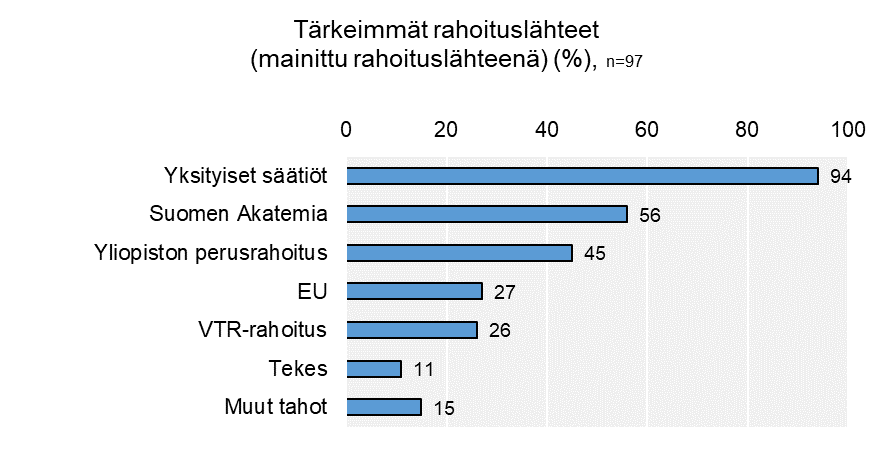 Tärkeimmät rahoituslähteet
(mainittu rahoituslähteenä) (%), n=97
0 20 40 60 80 100
Yksityiset säätiöt 94
Suomen Akatemia 56
Yliopiston perusrahoitus 45
EU 27
VTR-rahoitus 26
Tekes 11
Muut tahot 15